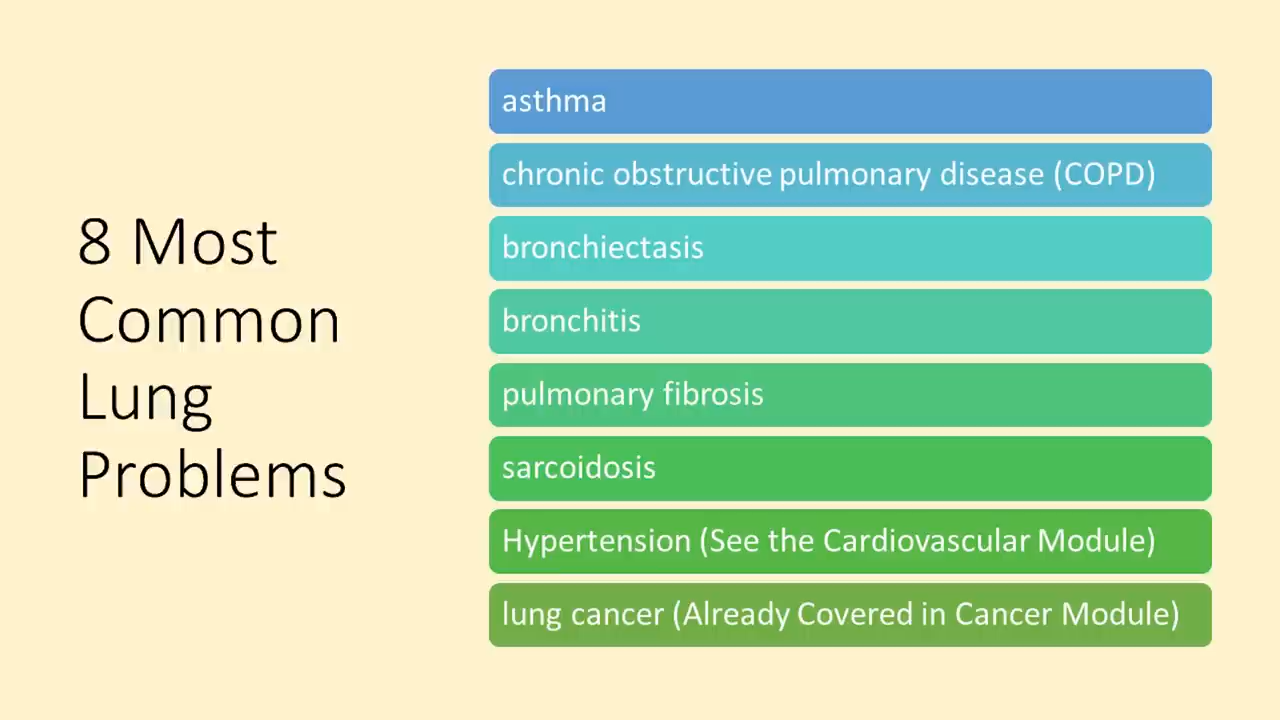 8 Most
Common
Lung
Problems
asthma
chronic obstructive pulmonary disease (COPD)
bronchiectasis
bronchitis
pulmonary fibrosis
sarcoidosis
Hypertension (See the Cardiovascular Module)
lung cancer (Already Covered in Cancer Module)